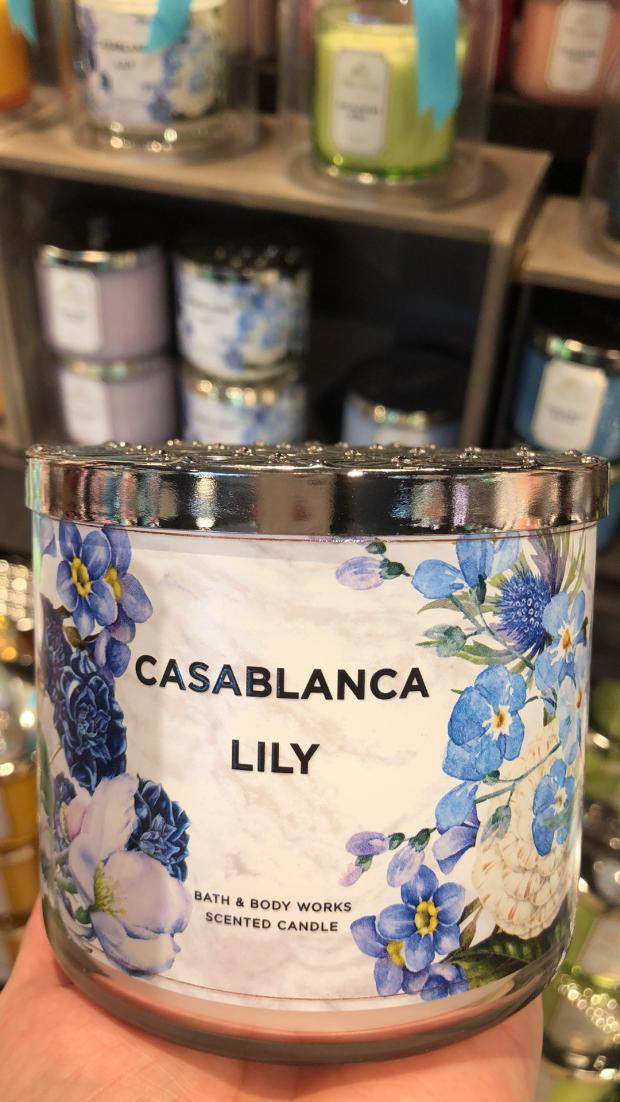 CASABLANCA
LILY
BATH & BODY WORKS
SCENTED CANDLE